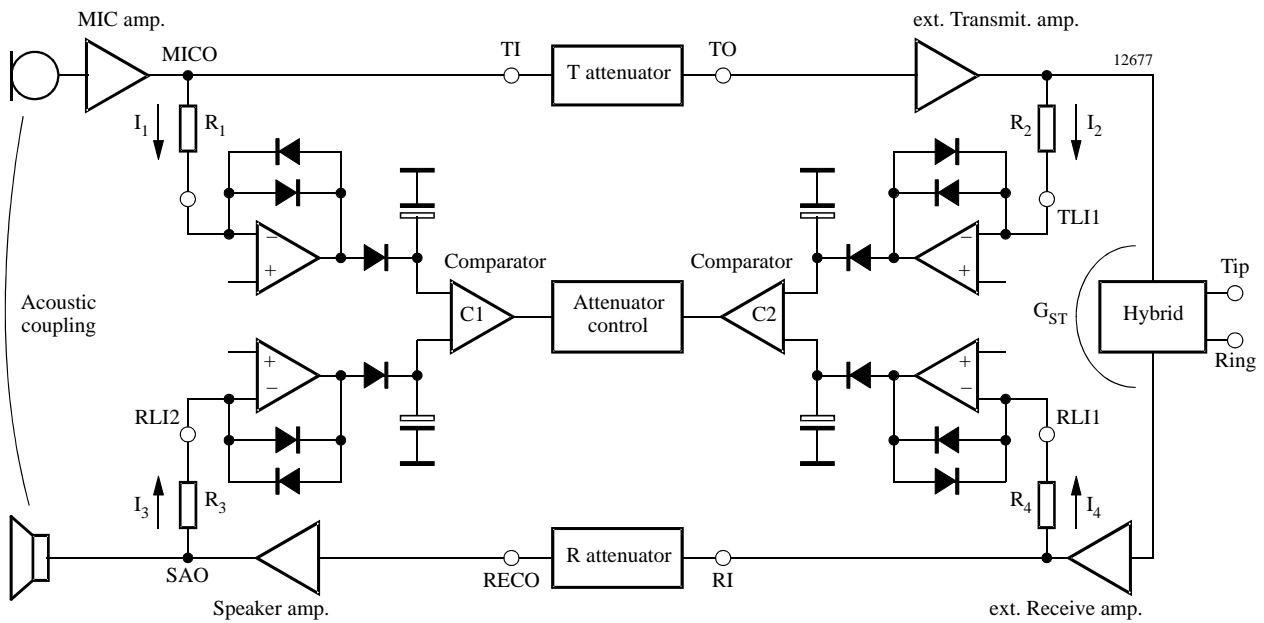 MIC amp.
ext. Transmit. amp.
MICO
TI
T attenuator
TO
12677
I1
R1
R2
I2
−
+
−
+
TLI1
Comparator
Comparator
Acoustic
coupling
C1
Attenuator
control
C2
GST
Hybrid
Tip
Ring
+
−
+
−
RLI2
RLI1
I3
R3
R4
I4
R attenuator
SAO
RECO
RI
Speaker amp.
ext. Receive amp.